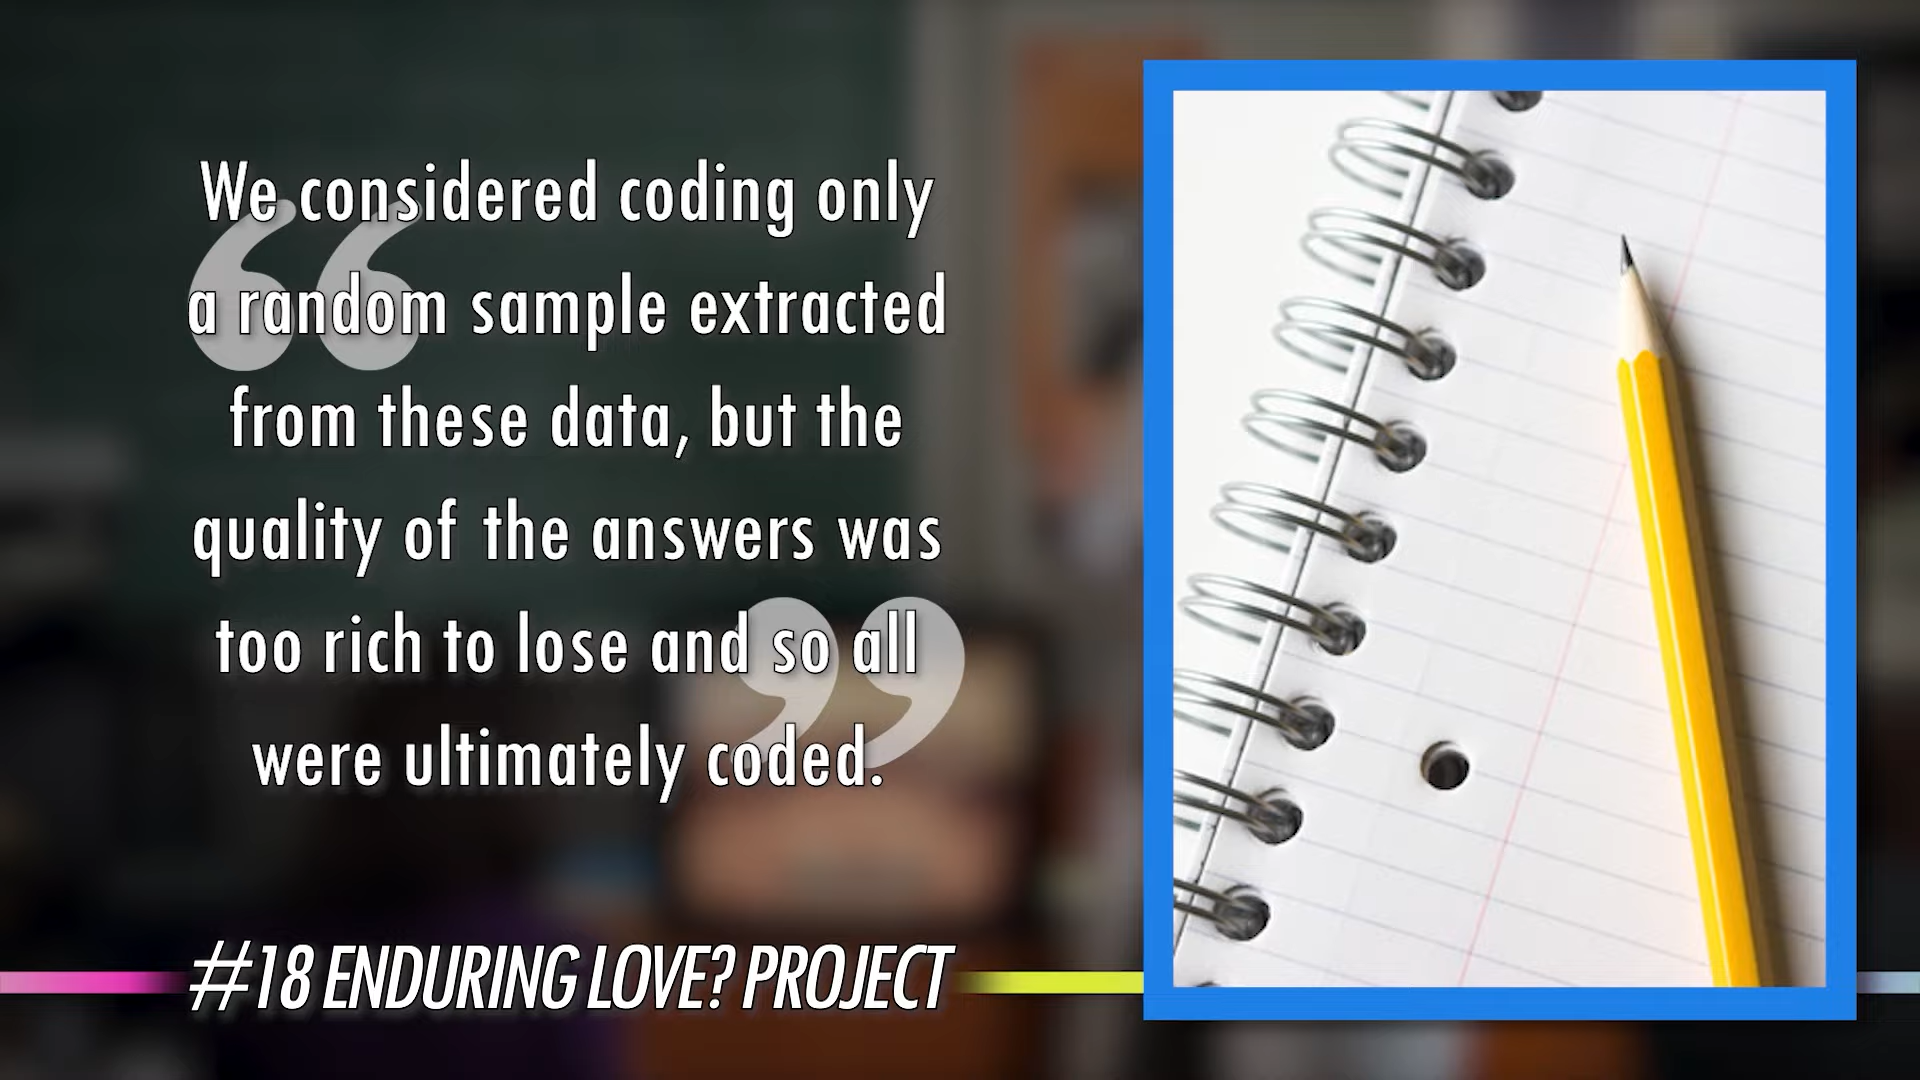 We considered coding only
a random sample extracted
from these data, but the
quality of the answers was
too rich to lose and so all
were ultimately coded.
#18 ENDURING LOVE? PROJECT